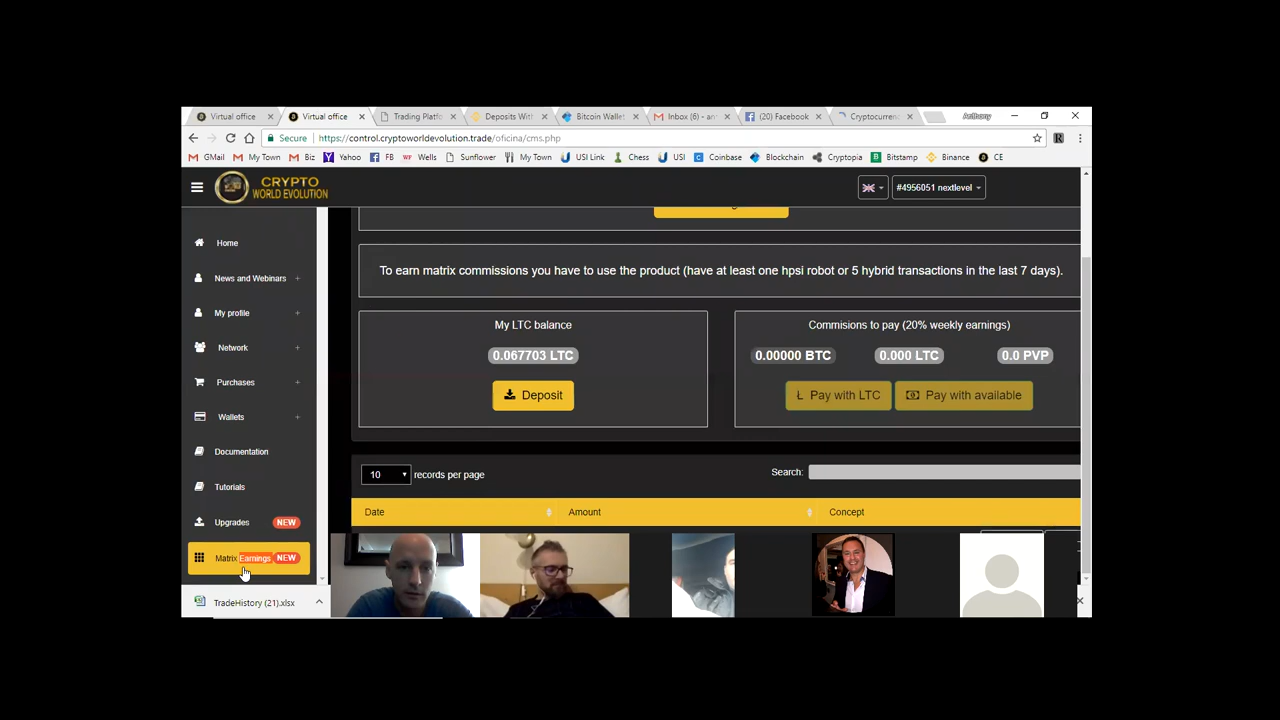 Virtual office
Virtual office
Trading Platfo
Deposits With
Bitcoin Wallet
Inbox (6) - an
(20) Facebook
Cryptocurrenc
Anthony
Secure
https://control.cryptoworldevolution.trade/oficina/cms.php
GMail My Town Biz Yahoo FB Wells Sunflower My Town USI Link Chess USI Coinbase Blockchain Cryptopia Bitstamp Binance CE
CRYPTO
WORLD EVOLUTION
#4956051 nextlevel
Home
News and Webinars +
My profile +
Network +
Purchases +
Wallets +
Documentation
Tutorials
Upgrades NEW
Matrix Earnings NEW
To earn matrix commissions you have to use the product (have at least one hpsi robot or 5 hybrid transactions in the last 7 days).
My LTC balance
0.067703 LTC
Deposit
Commisions to pay (20% weekly earnings)
0.00000 BTC 0.000 LTC 0.0 PVP
Ł Pay with LTC
Pay with available
10 records per page
Search:
Date Amount Concept
TradeHistory (21).xlsx